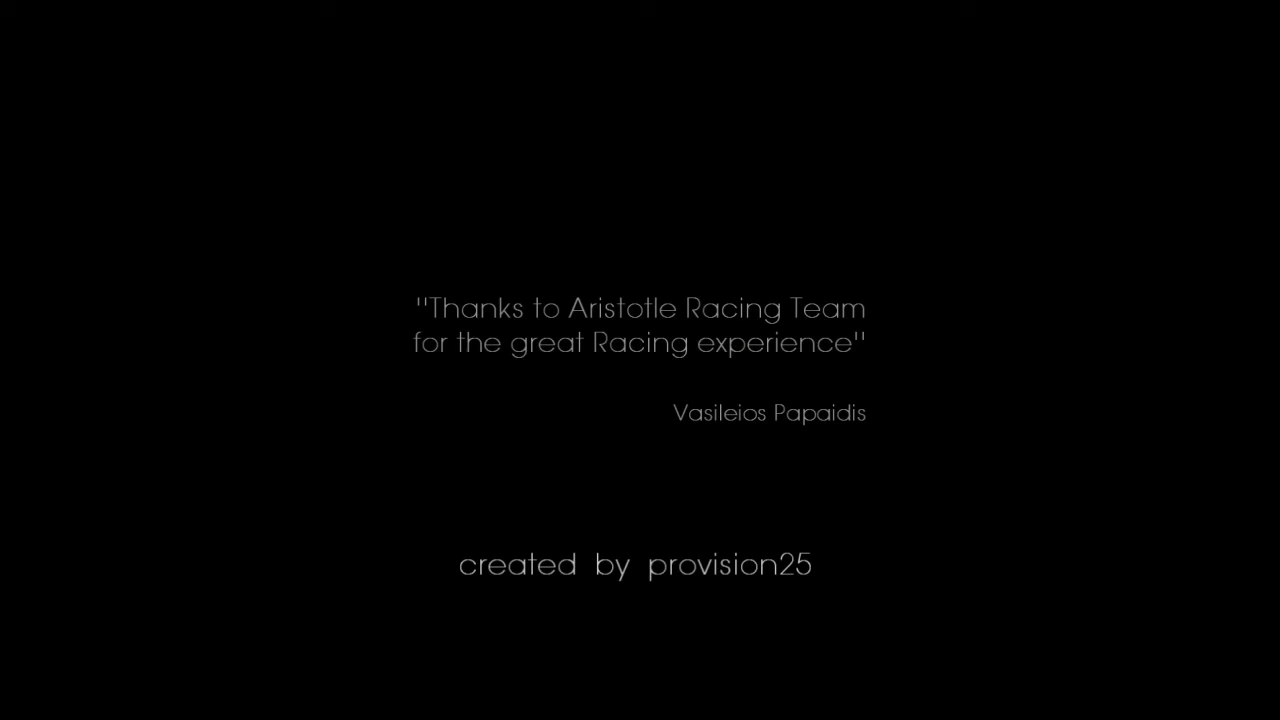 "Thanks to Aristotle Racing Team
for the great Racing experience"
Vasileios Papaidis
created by provision25